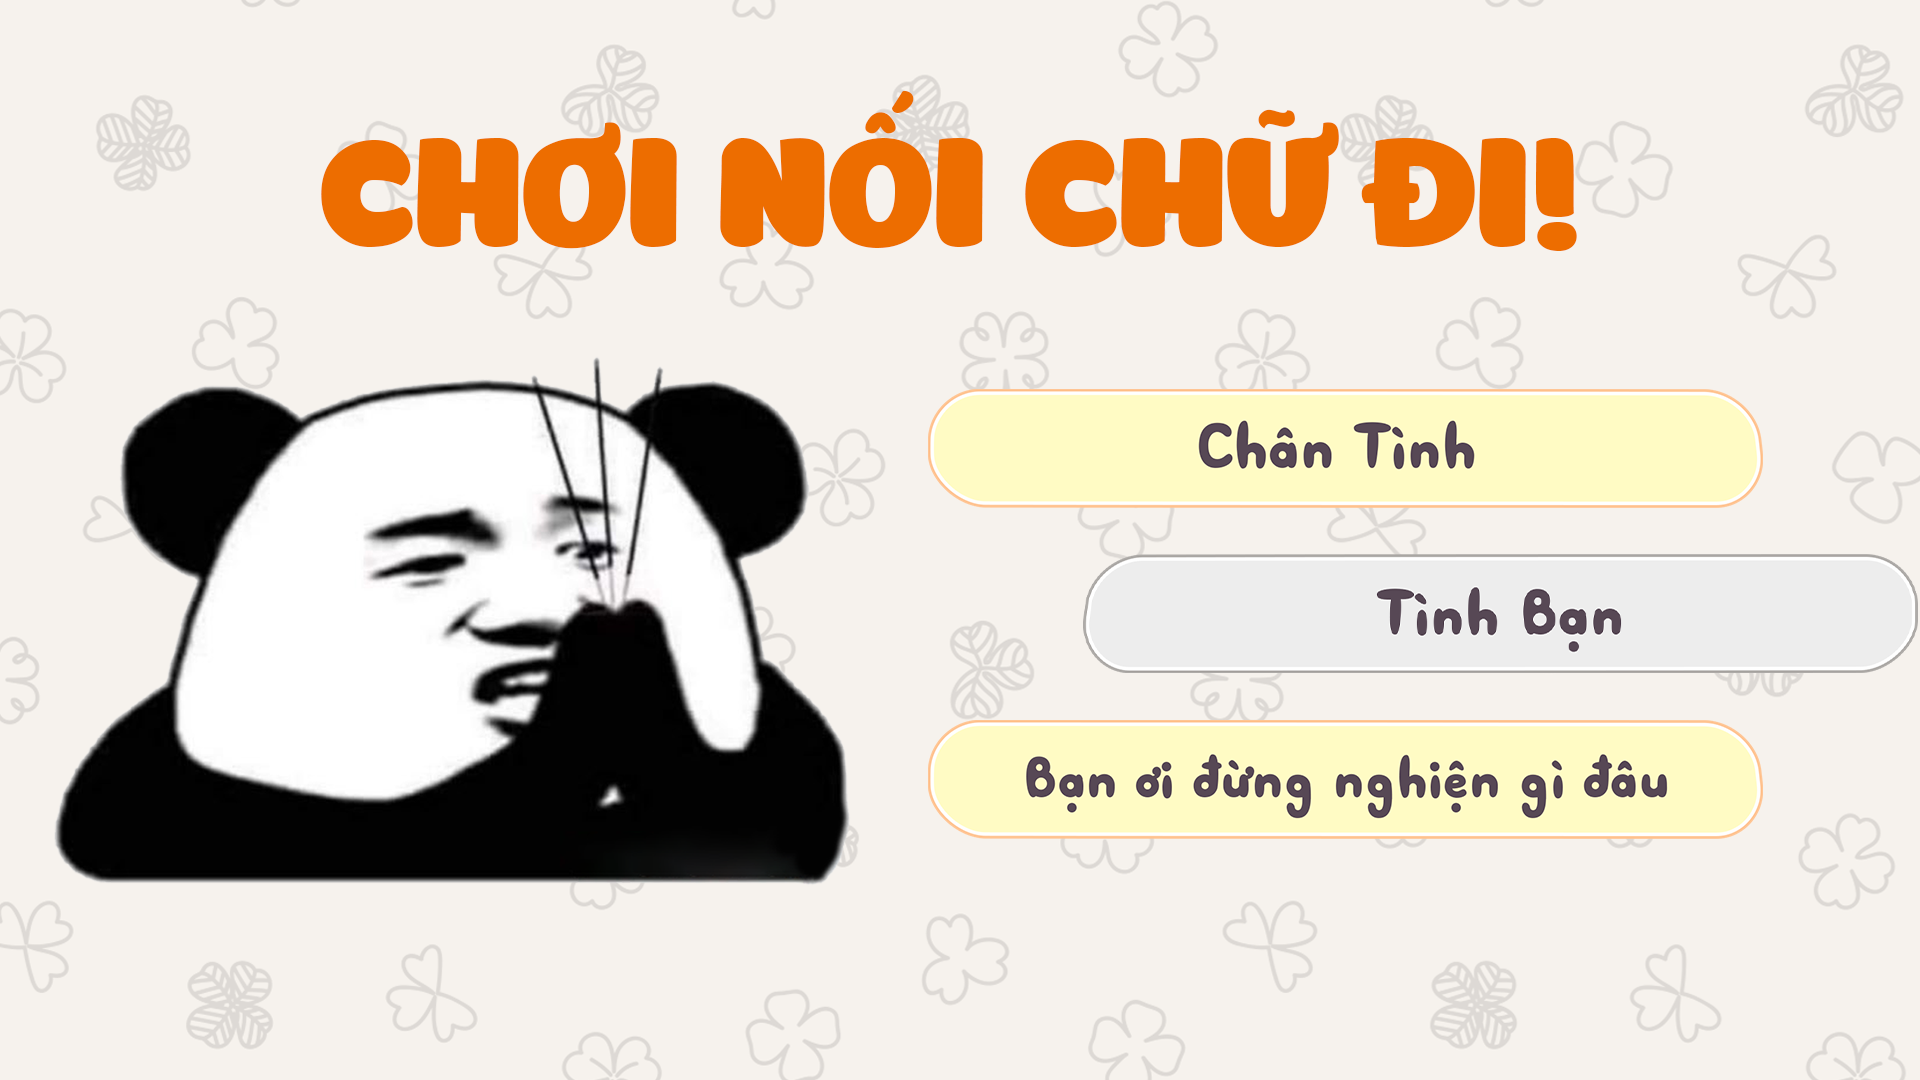 CHƠI NỐI CHỮ ĐI!
Chân Tình
Tình Bạn
Bạn ơi đừng nghiện gì đâu